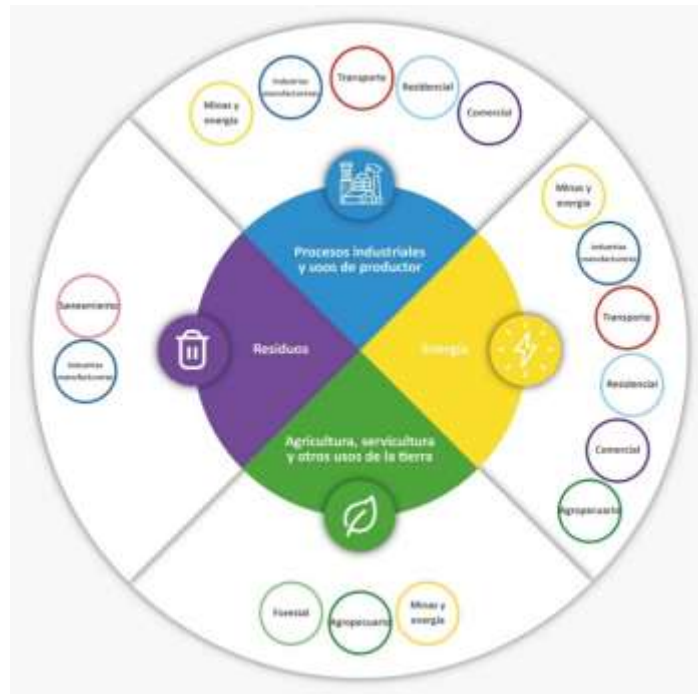 Minas y
energía
Industrias
manufactureras
Transporte
Residencial
Comercial
Procesos industriales
y usos de productor
Minas y
energía
Industrias
manufactureras
Transporte
Residencial
Comercial
Agropecuario
Energía
Residuos
Saneamiento
Industrias
manufactureras
Agricultura, servicultura
y otros usos de la tierra
Forestal
Agropecuario
Minas y
energía